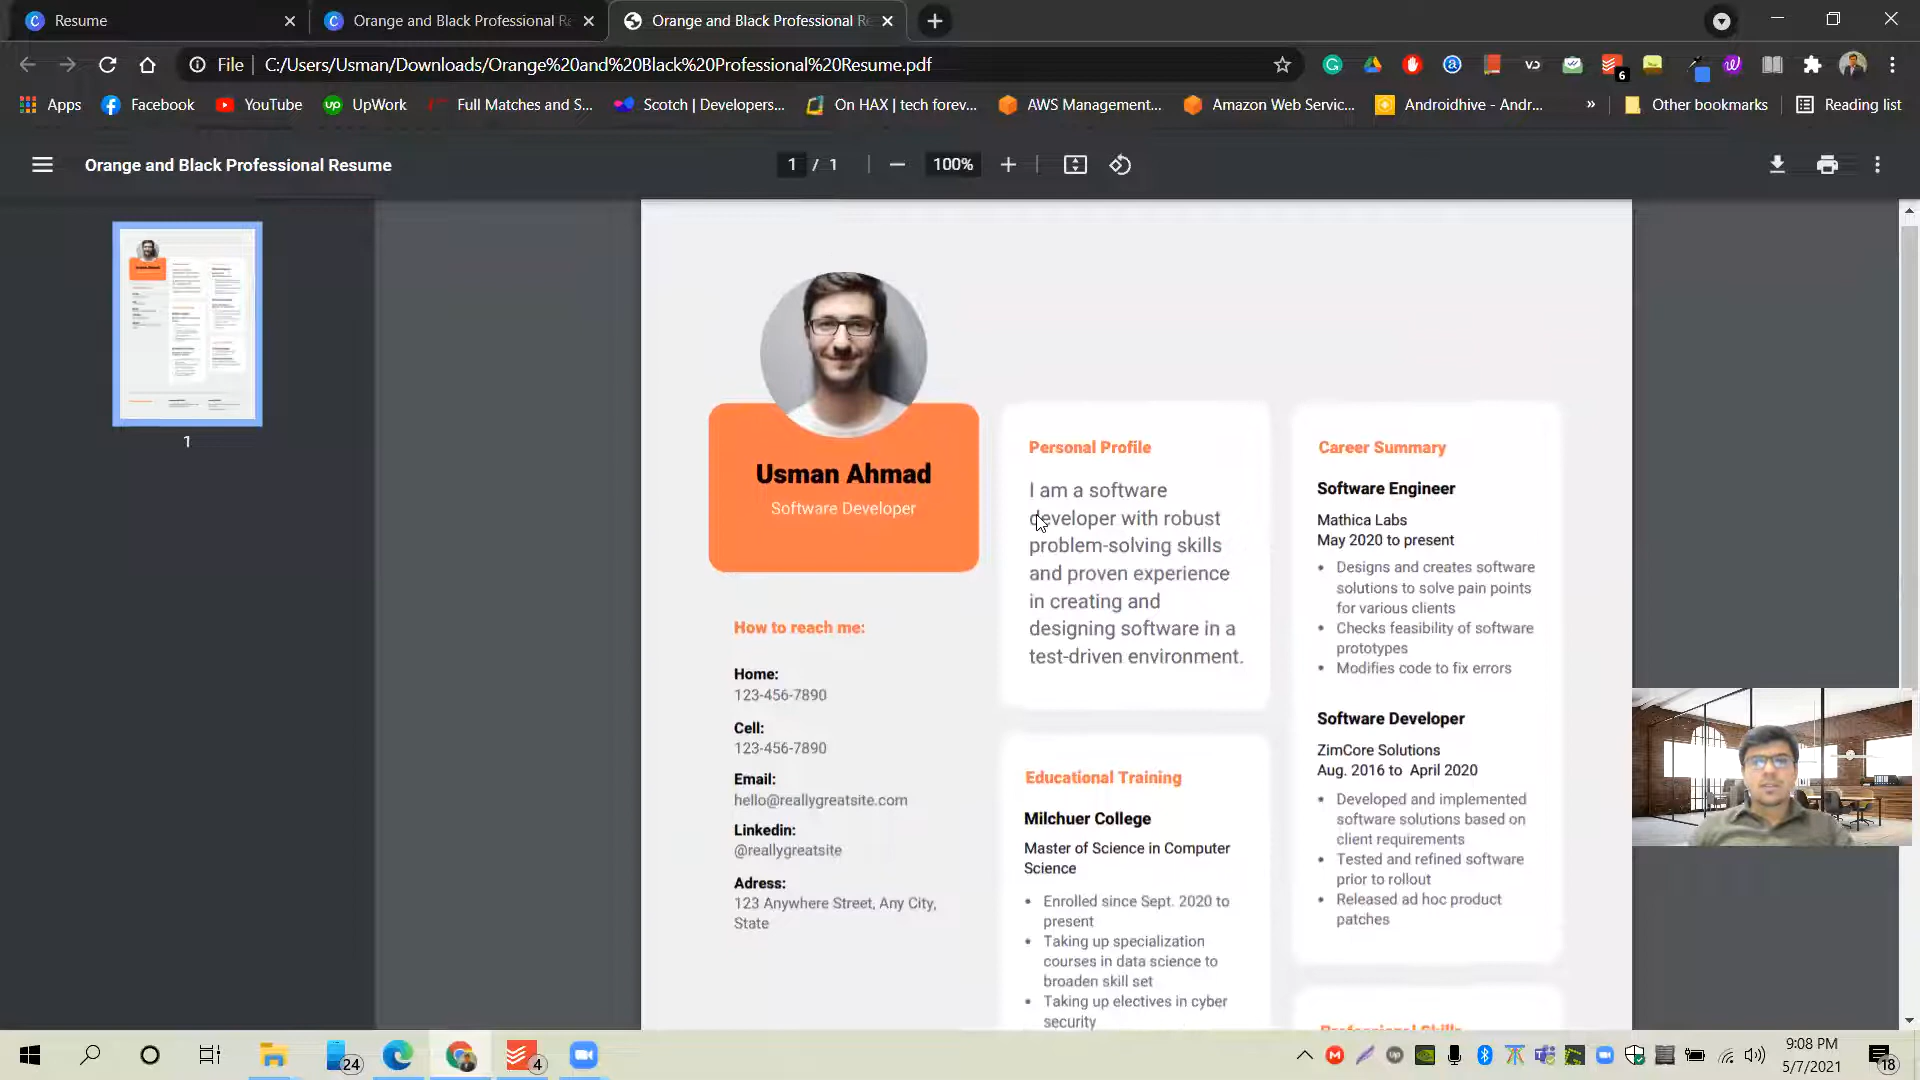 Resume
Orange and Black Professional Re
Orange and Black Professional R
File
C:/Users/Usman/Downloads/Orange%20and%20Black%20Professional%20Resume.pdf
6
Apps
Facebook
YouTube
UpWork
Full Matches and S...
Scotch | Developers...
On HAX | tech forev...
AWS Management...
Amazon Web Servic...
Androidhive - Andr...
»
Other bookmarks
Reading list
Orange and Black Professional Resume
1 / 1
100%
1
Usman Ahmad
Software Developer
How to reach me:
Home:
123-456-7890
Cell:
123-456-7890
Email:
hello@reallygreatsite.com
Linkedin:
@reallygreatsite
Adress:
123 Anywhere Street, Any City,
State
Personal Profile
I am a software
developer with robust
problem-solving skills
and proven experience
in creating and
designing software in a
test-driven environment.
Educational Training
Milchuer College
Master of Science in Computer
Science
• Enrolled since Sept. 2020 to
present
• Taking up specialization
courses in data science to
broaden skill set
• Taking up electives in cyber
security
Career Summary
Software Engineer
Mathica Labs
May 2020 to present
• Designs and creates software
solutions to solve pain points
for various clients
• Checks feasibility of software
prototypes
• Modifies code to fix errors
Software Developer
ZimCore Solutions
Aug. 2016 to April 2020
• Developed and implemented
software solutions based on
client requirements
• Tested and refined software
prior to rollout
• Released ad hoc product
patches
Professional Skills
24
4
9:08 PM
5/7/2021
18